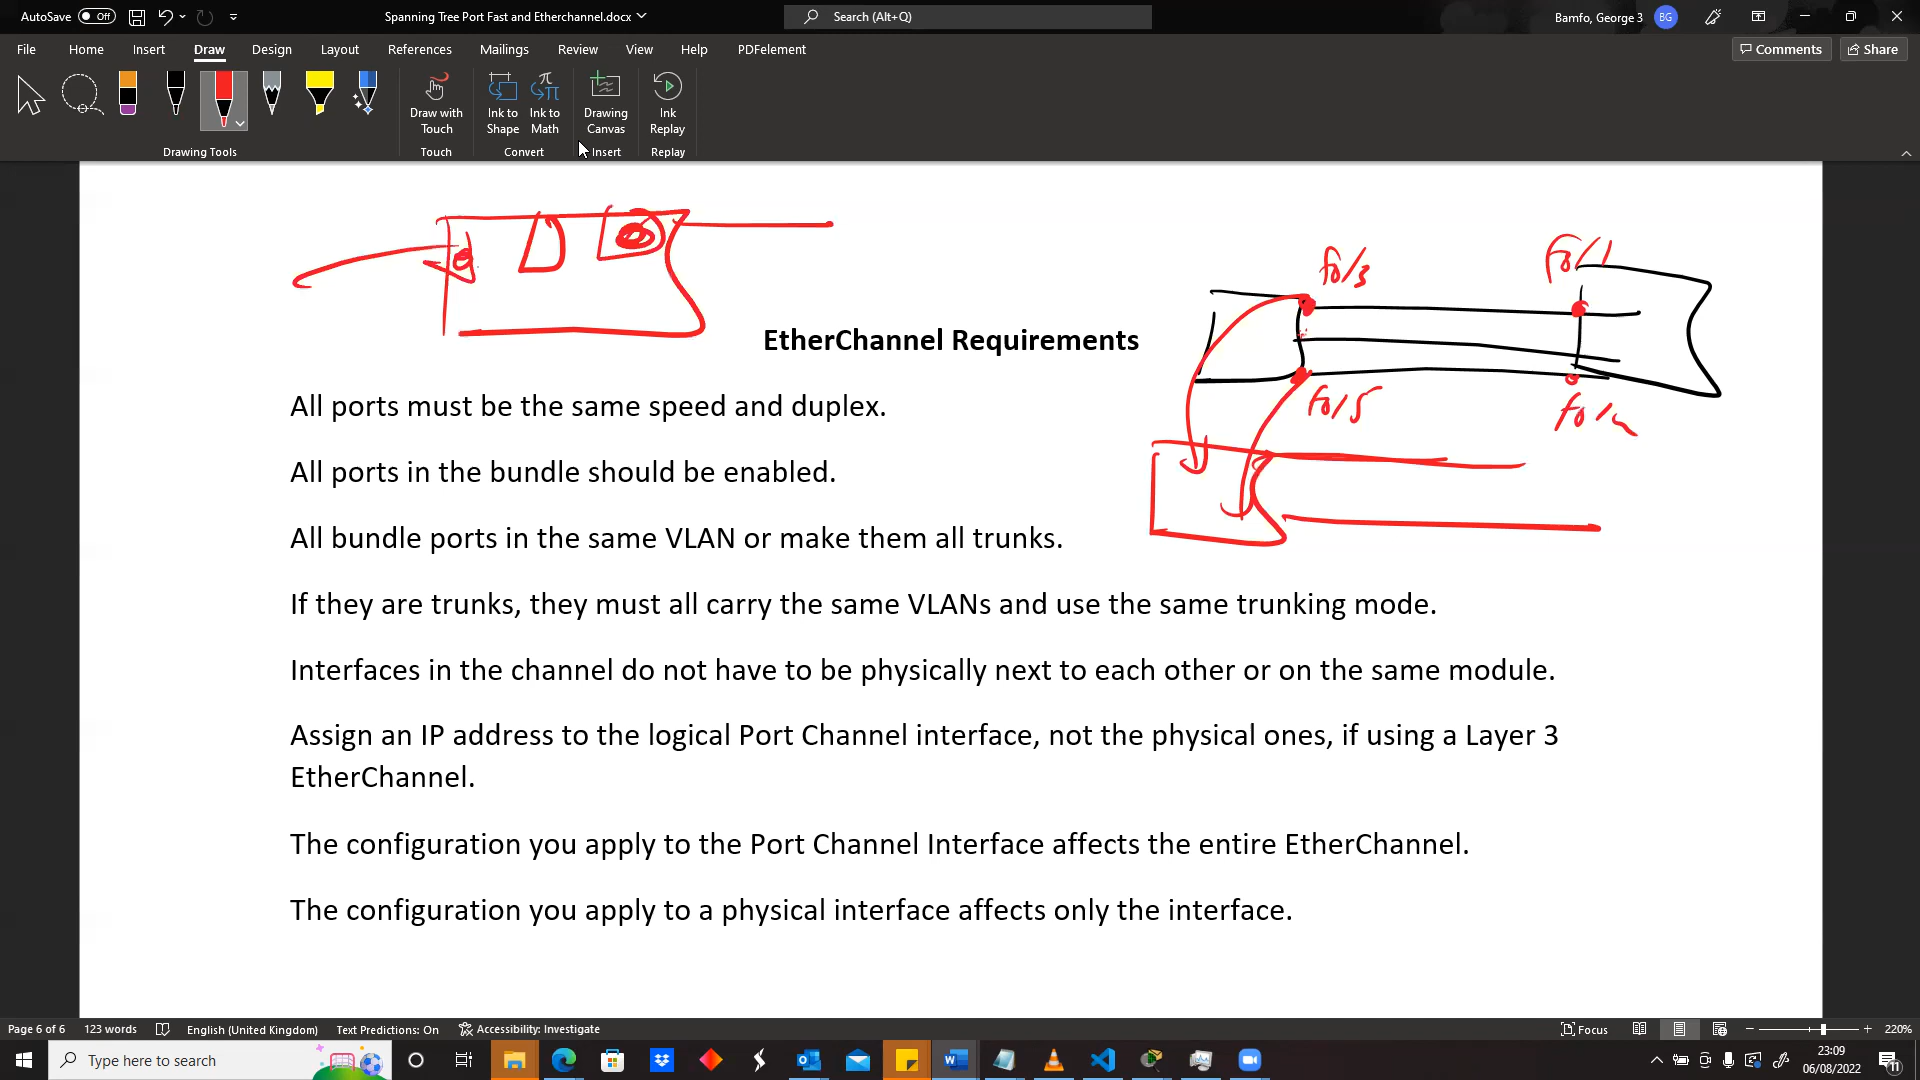 AutoSave Off Spanning Tree Port Fast and Etherchannel.docx Search (Alt+Q) Bamfo, George 3 BG
File Home Insert Draw Design Layout References Mailings Review View Help PDFelement Comments Share
Draw with Touch
Ink to Shape
Ink to Math
Drawing Canvas
Ink Replay
Drawing Tools Touch Convert Insert Replay
f0/3
f0/1
EtherChannel Requirements
f0/5
All ports must be the same speed and duplex.
All ports in the bundle should be enabled.
All bundle ports in the same VLAN or make them all trunks.
If they are trunks, they must all carry the same VLANs and use the same trunking mode.
Interfaces in the channel do not have to be physically next to each other or on the same module.
Assign an IP address to the logical Port Channel interface, not the physical ones, if using a Layer 3
EtherChannel.
The configuration you apply to the Port Channel Interface affects the entire EtherChannel.
The configuration you apply to a physical interface affects only the interface.
Page 6 of 6 123 words English (United Kingdom) Text Predictions: On Accessibility: Investigate Focus 220%
Type here to search
23:09
06/08/2022
11